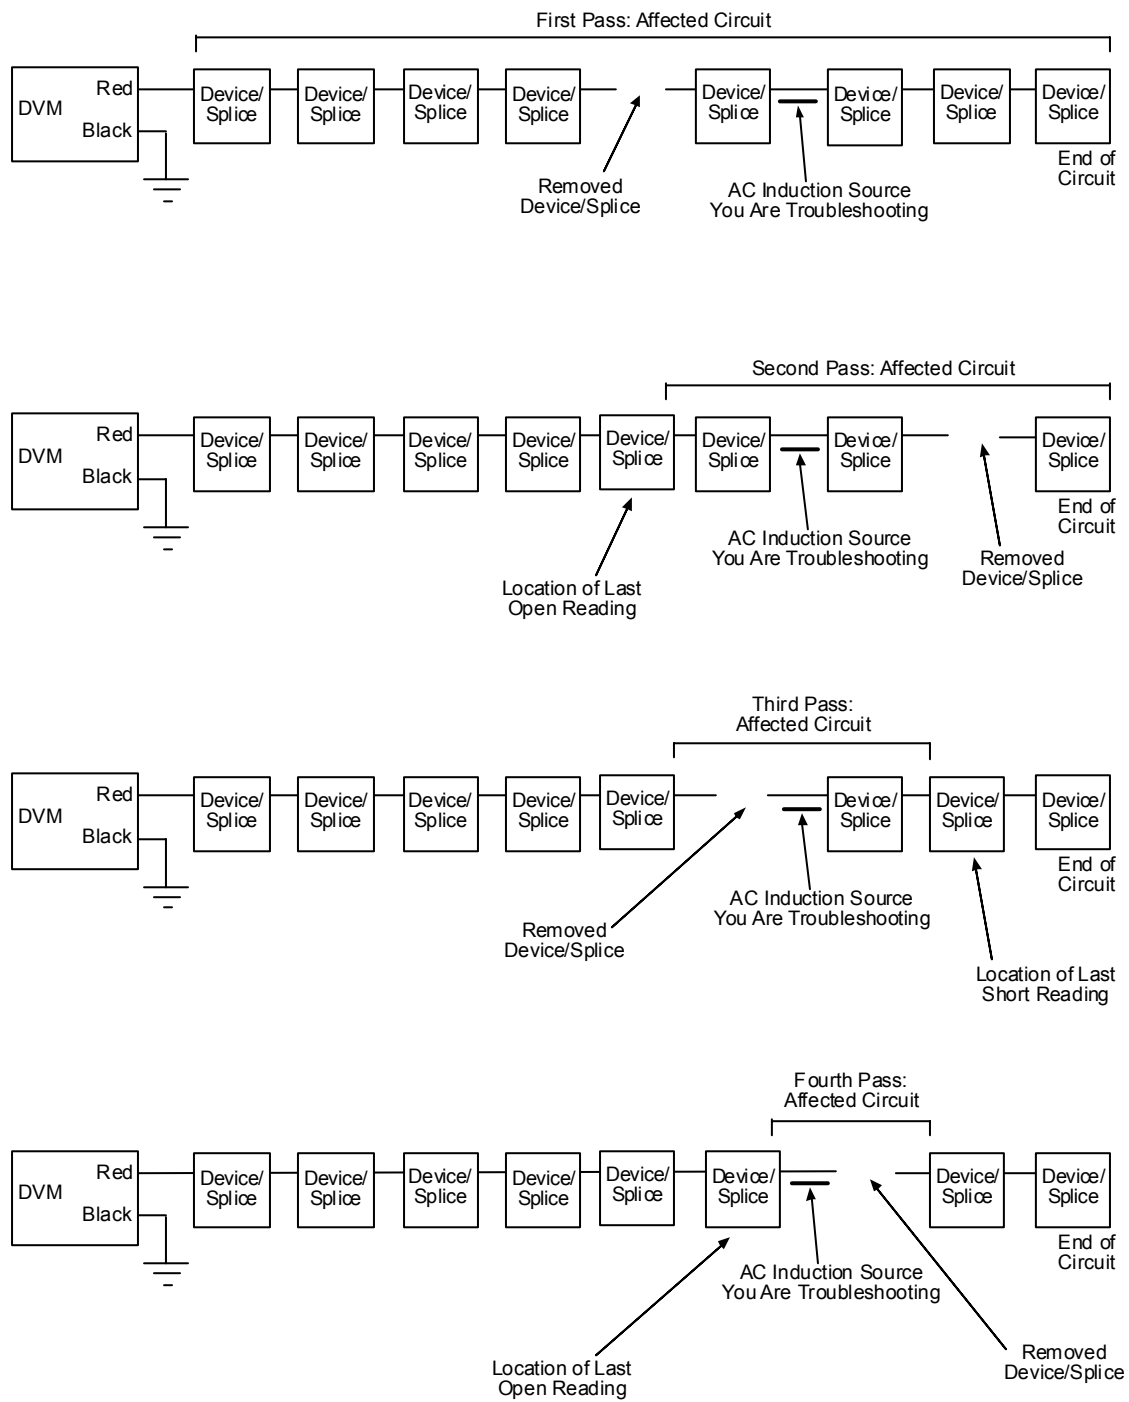 First Pass: Affected Circuit
DVM
Red
Black
Device/
Splice
Device/
Splice
Device/
Splice
Device/
Splice
Device/
Splice
Device/
Splice
Device/
Splice
Device/
Splice
End of
Circuit
Removed
Device/Splice
AC Induction Source
You Are Troubleshooting
Second Pass: Affected Circuit
DVM
Red
Black
Device/
Splice
Device/
Splice
Device/
Splice
Device/
Splice
Device/
Splice
Device/
Splice
Device/
Splice
Device/
Splice
End of
Circuit
AC Induction Source
You Are Troubleshooting
Removed
Device/Splice
Location of Last
Open Reading
Third Pass:
Affected Circuit
DVM
Red
Black
Device/
Splice
Device/
Splice
Device/
Splice
Device/
Splice
Device/
Splice
Device/
Splice
Device/
Splice
Device/
Splice
End of
Circuit
AC Induction Source
You Are Troubleshooting
Removed
Device/Splice
Location of Last
Short Reading
Fourth Pass:
Affected Circuit
DVM
Red
Black
Device/
Splice
Device/
Splice
Device/
Splice
Device/
Splice
Device/
Splice
Device/
Splice
Device/
Splice
Device/
Splice
End of
Circuit
AC Induction Source
You Are Troubleshooting
Removed
Device/Splice
Location of Last
Open Reading